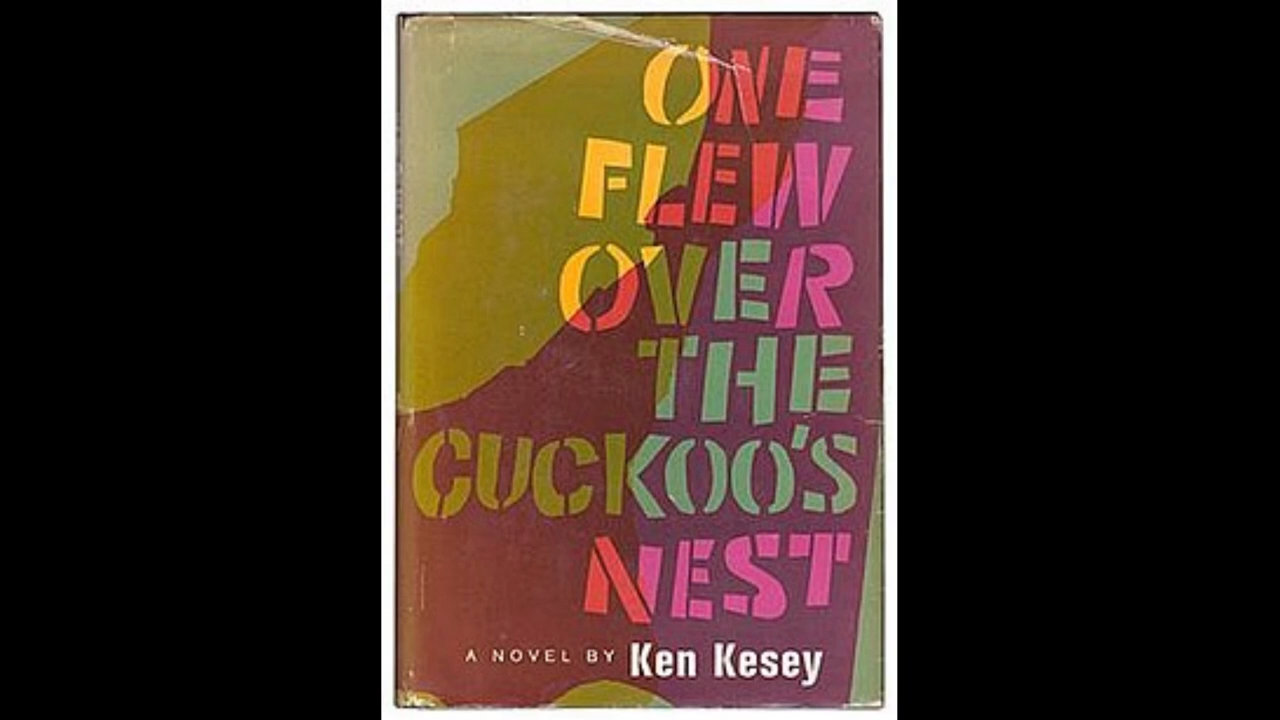 ONE
FLEW
OVER
THE
CUCKOO'S
NEST
A NOVEL BY Ken Kesey